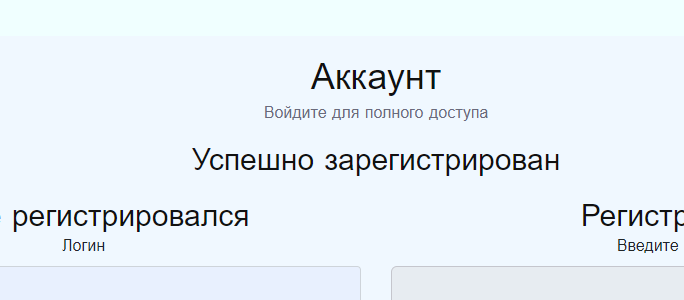 Аккаунт
Войдите для полного доступа
Успешно зарегистрирован
регистрировался
Регистр
Логин
Введите